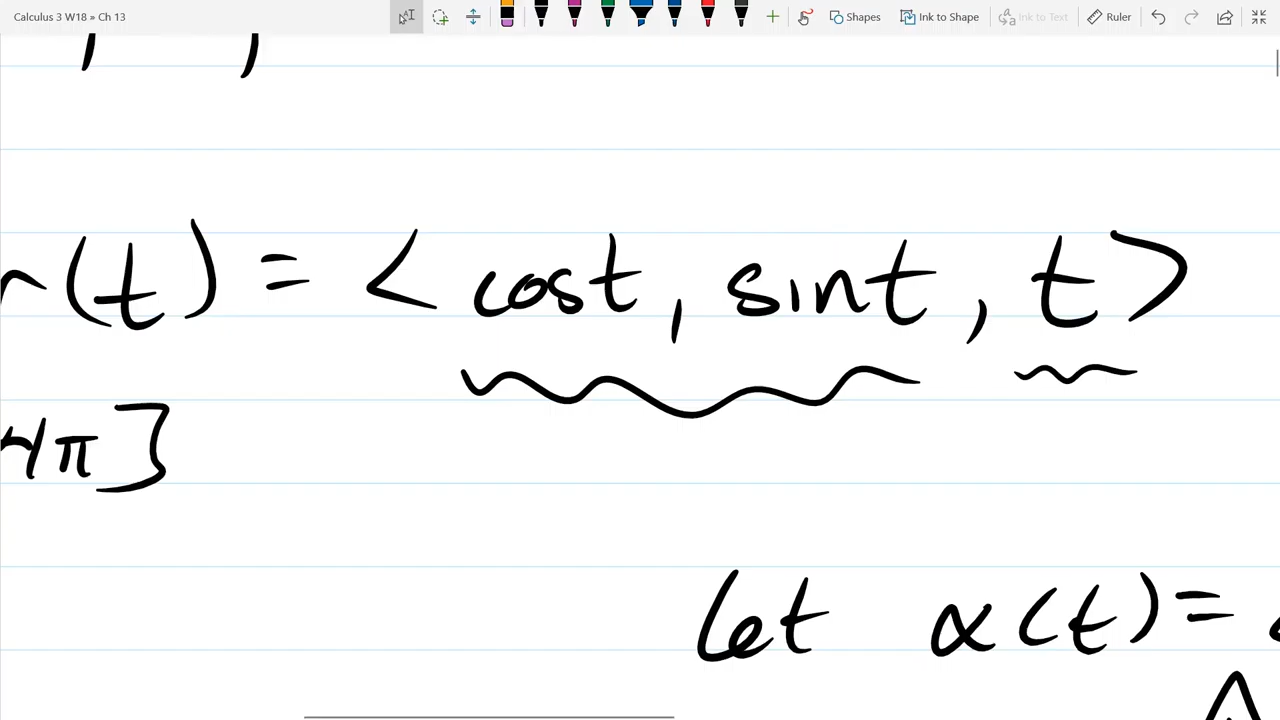 Calculus 3 W18 » Ch 13
Shapes Ink to Shape Ink to Text Ruler
r(t) = < cost, sint, t >
4π]
let α(t) =